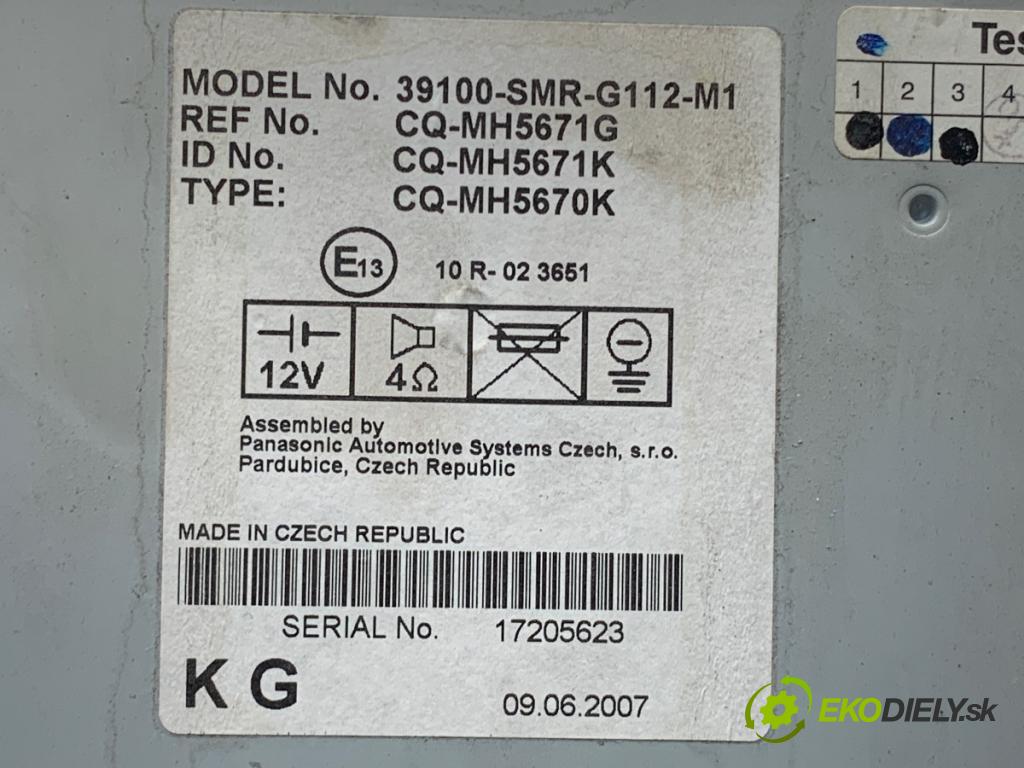 MODEL No. 39100-SMR-G112-M1
REF No. CQ-MH5671G
ID No. CQ-MH5671K
TYPE: CQ-MH5670K
E13 10 R- 02 3651
12V 4Ω
Assembled by
Panasonic Automotive Systems Czech, s.r.o.
Pardubice, Czech Republic
MADE IN CZECH REPUBLIC
SERIAL No. 17205623
K G 09.06.2007
Tes
1 2 3 4
EKODIELY.sk